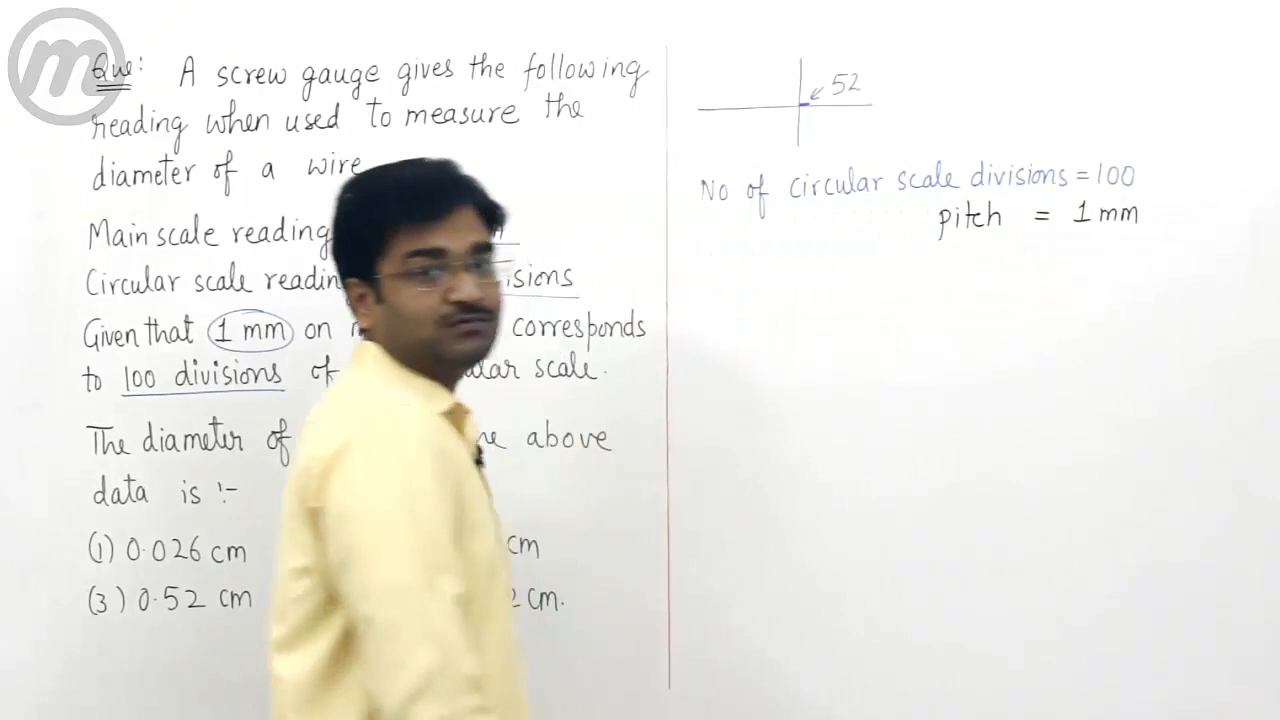 Que: A screw gauge gives the following
reading when used to measure the
diameter of a wire
Main scale reading
Circular scale readin isions
Given that 1 mm on corresponds
to 100 divisions of ular scale.
The diameter of above
data is :-
(1) 0.026 cm cm
(3) 0.52 cm 2 cm.
52
No of circular scale divisions = 100
pitch = 1 mm
m